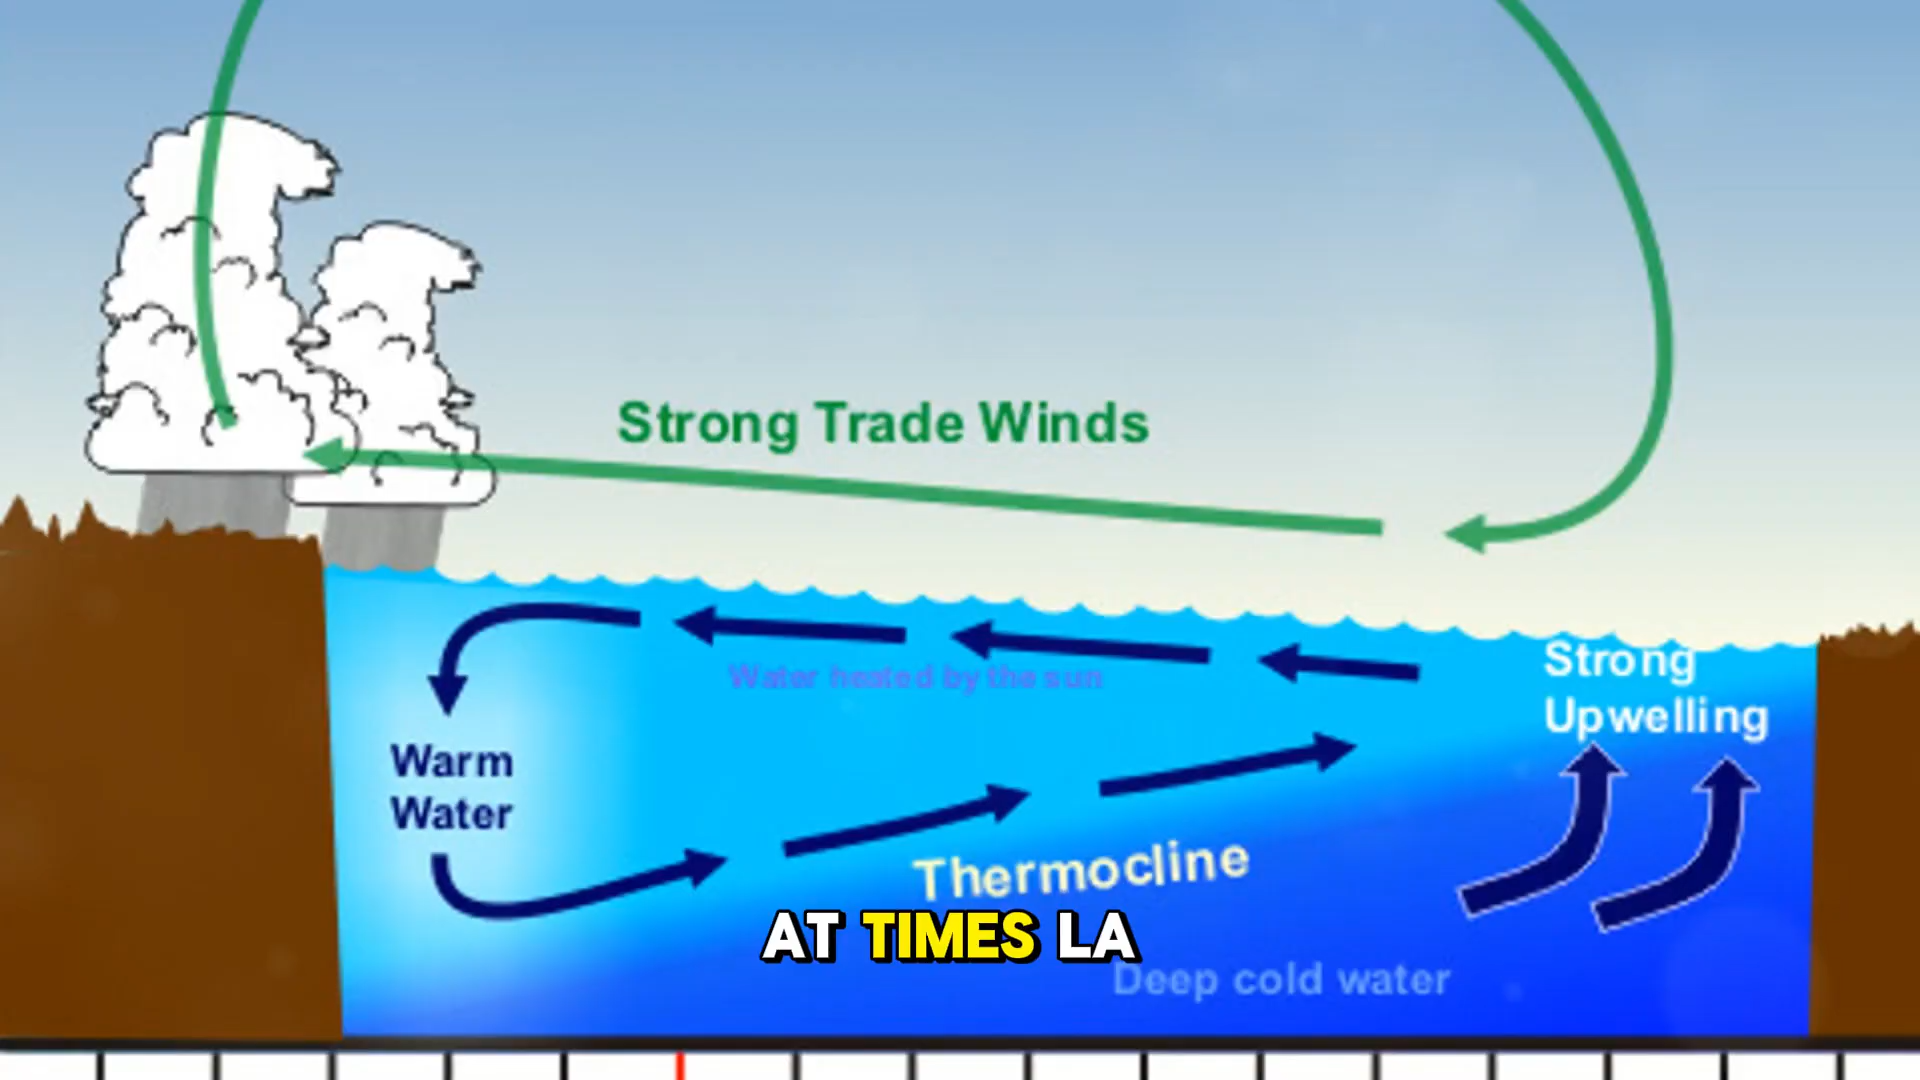 Strong Trade Winds
Water heated by the sun
Strong
Upwelling
Warm
Water
Thermocline
AT TIMES LA
Deep cold water